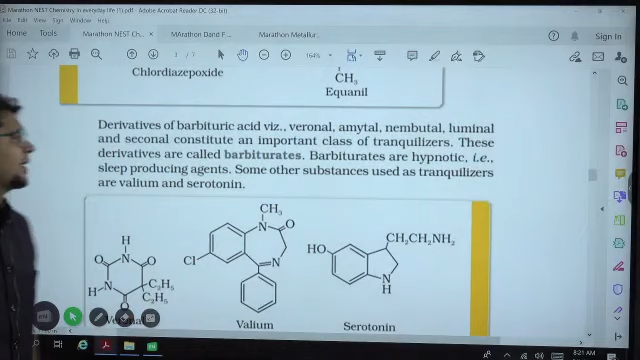 Marathon NEST Chemistry in everyday life (1).pdf - Adobe Acrobat Reader DC (32-bit)
File Edit View Sign Window Help
Home Tools Marathon NEST Che... × MARATHON Dand F... Marathon Metallur... Sign In
164%
Chlordiazepoxide
CH3
Equanil
Derivatives of barbituric acid viz., veronal, amytal, nembutal, luminal
and seconal constitute an important class of tranquilizers. These
derivatives are called barbiturates. Barbiturates are hypnotic, i.e.,
sleep producing agents. Some other substances used as tranquilizers
are valium and serotonin.
CH3
H N O
CH2CH2NH2
HO
O N O Cl N
C2H5
H N C2H5 N
O H
Valium Serotonin
8:21 AM